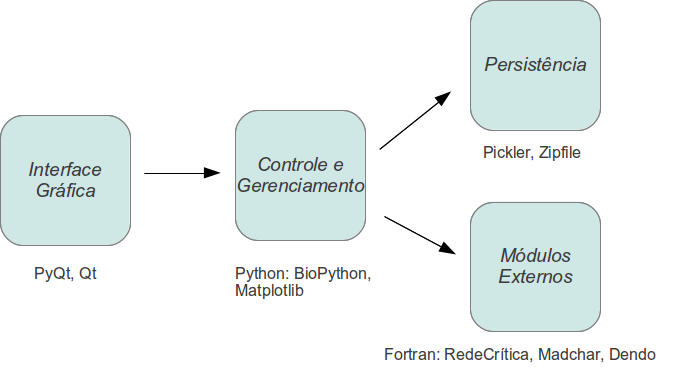 Interface
Gráfica
PyQt, Qt
Controle e
Gerenciamento
Python: BioPython,
Matplotlib
Persistência
Pickler, Zipfile
Módulos
Externos
Fortran: RedeCrítica, Madchar, Dendo